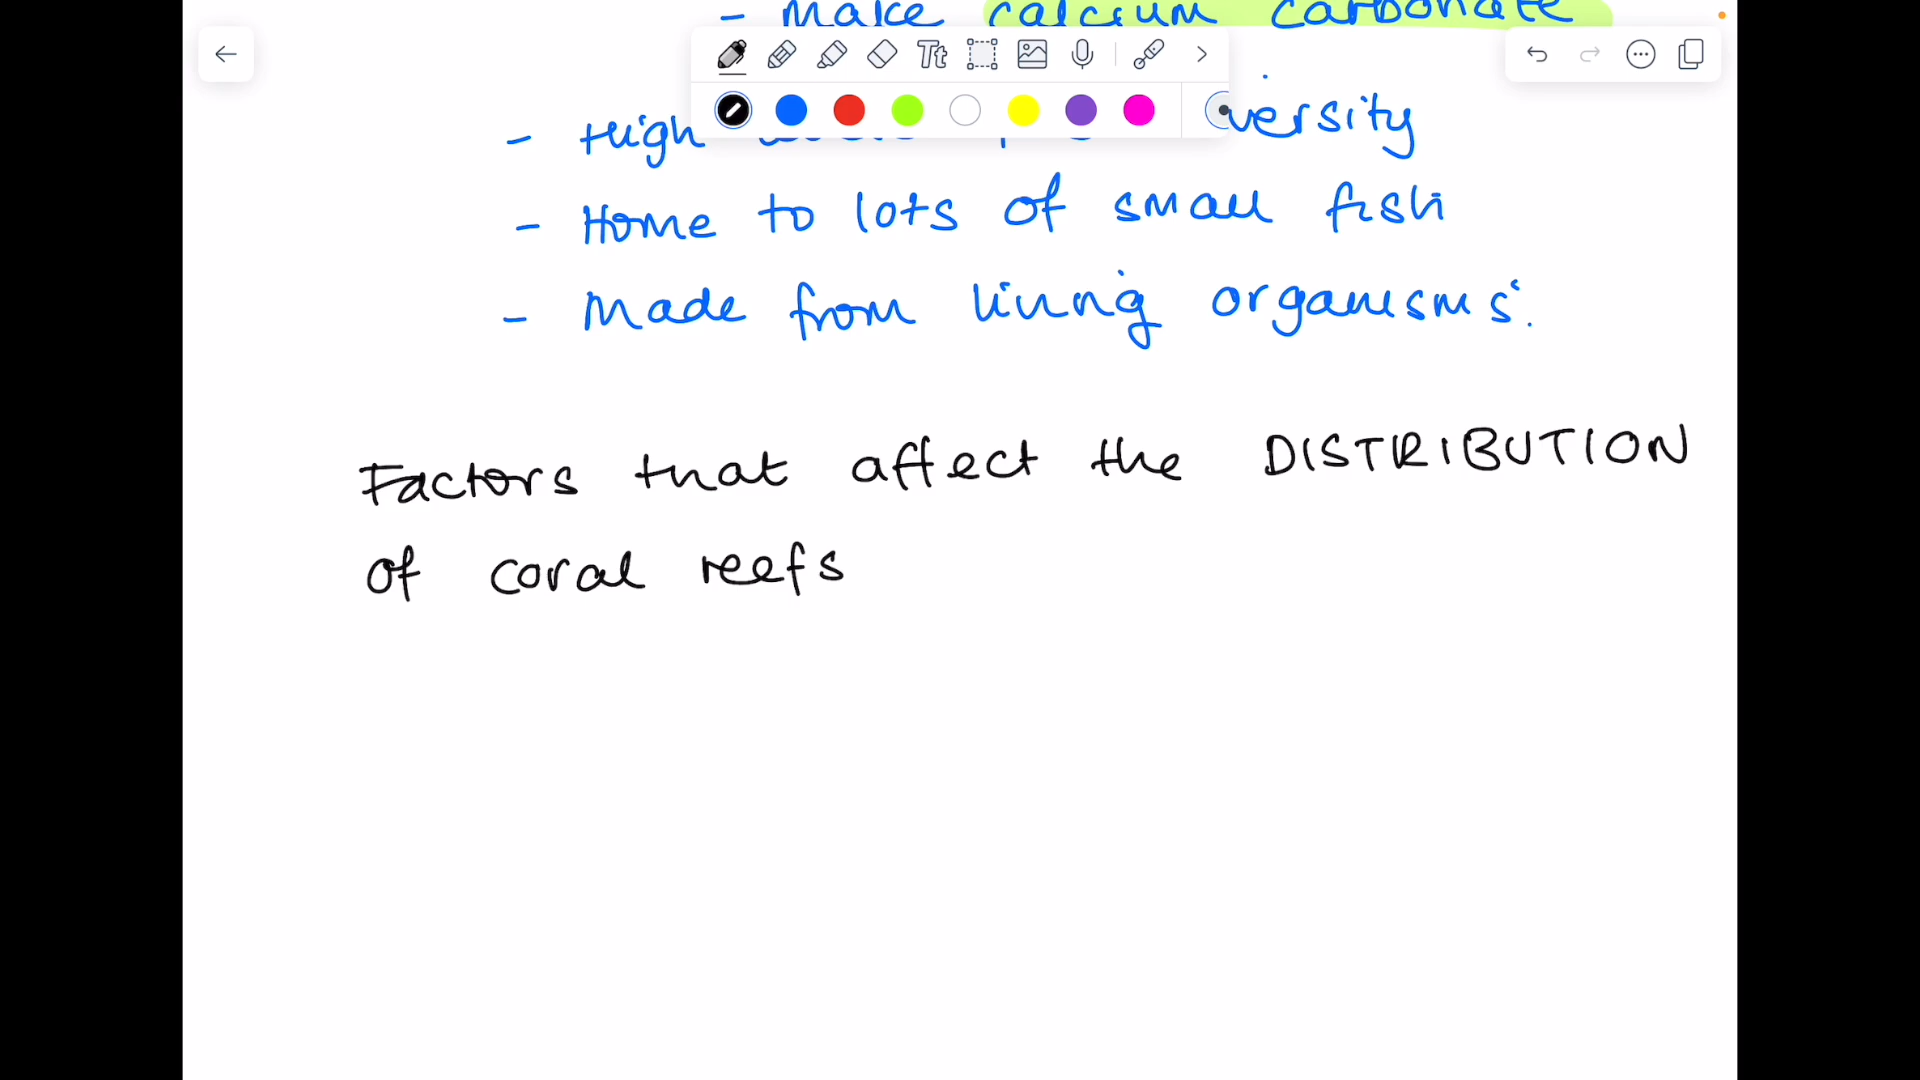 - Make calcium carbonate
- High versity
- Home to lots of small fish
- Made from living organisms.
Factors that affect the DISTRIBUTION
of coral reefs
Tt